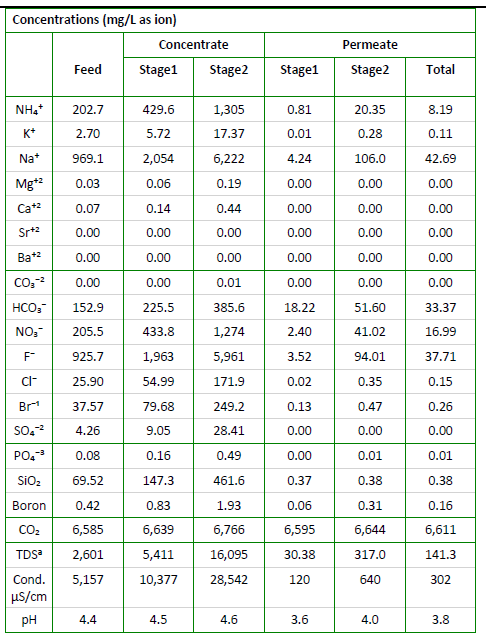 Concentrations (mg/L as ion)
Concentrate Permeate
Feed Stage1 Stage2 Stage1 Stage2 Total
NH₄⁺ 202.7 429.6 1,305 0.81 20.35 8.19
K⁺ 2.70 5.72 17.37 0.01 0.28 0.11
Na⁺ 969.1 2,054 6,222 4.24 106.0 42.69
Mg⁺² 0.03 0.06 0.19 0.00 0.00 0.00
Ca⁺² 0.07 0.14 0.44 0.00 0.00 0.00
Sr⁺² 0.00 0.00 0.00 0.00 0.00 0.00
Ba⁺² 0.00 0.00 0.00 0.00 0.00 0.00
CO₃⁻² 0.00 0.00 0.01 0.00 0.00 0.00
HCO₃⁻ 152.9 225.5 385.6 18.22 51.60 33.37
NO₃⁻ 205.5 433.8 1,274 2.40 41.02 16.99
F⁻ 925.7 1,963 5,961 3.52 94.01 37.71
Cl⁻ 25.90 54.99 171.9 0.02 0.35 0.15
Br⁻¹ 37.57 79.68 249.2 0.13 0.47 0.26
SO₄⁻² 4.26 9.05 28.41 0.00 0.00 0.00
PO₄⁻³ 0.08 0.16 0.49 0.00 0.01 0.01
SiO₂ 69.52 147.3 461.6 0.37 0.38 0.38
Boron 0.42 0.83 1.93 0.06 0.31 0.16
CO₂ 6,585 6,639 6,766 6,595 6,644 6,611
TDSª 2,601 5,411 16,095 30.38 317.0 141.3
Cond. 5,157 10,377 28,542 120 640 302
µS/cm
pH 4.4 4.5 4.6 3.6 4.0 3.8